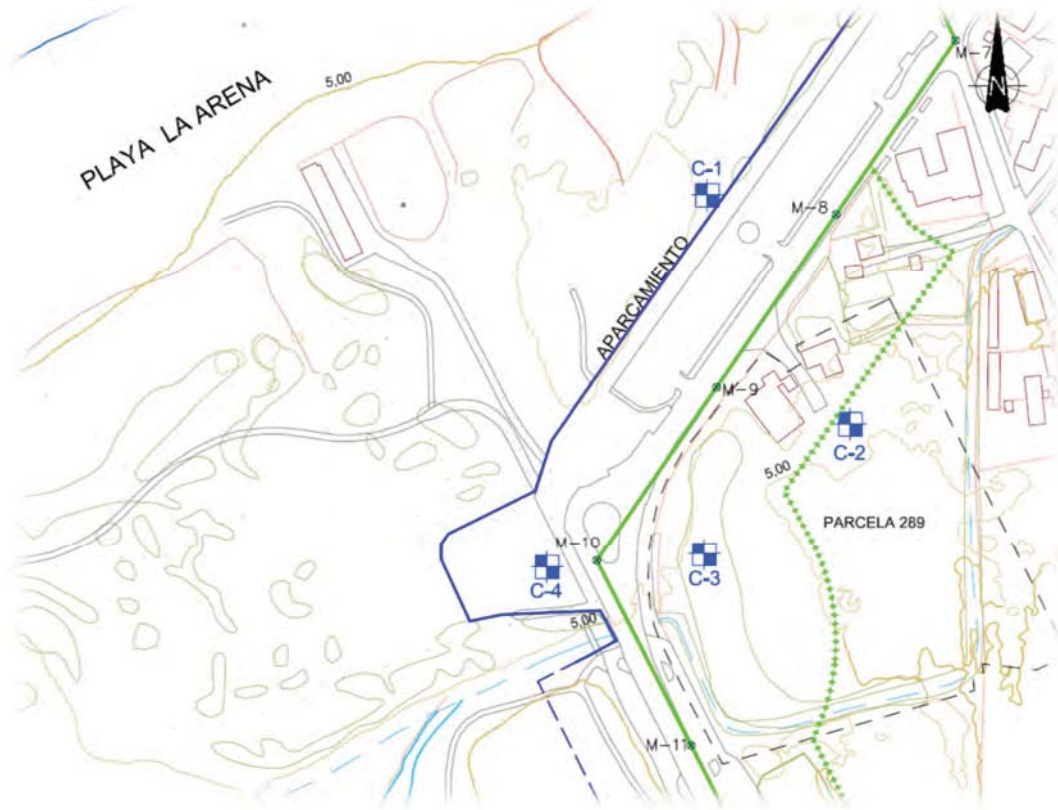 M-7
N
5,00
PLAYA LA ARENA
C-1
M-8
APARCAMIENTO
M-9
C-2
5,00
PARCELA 289
M-10
C-3
C-4
5,00
M-11